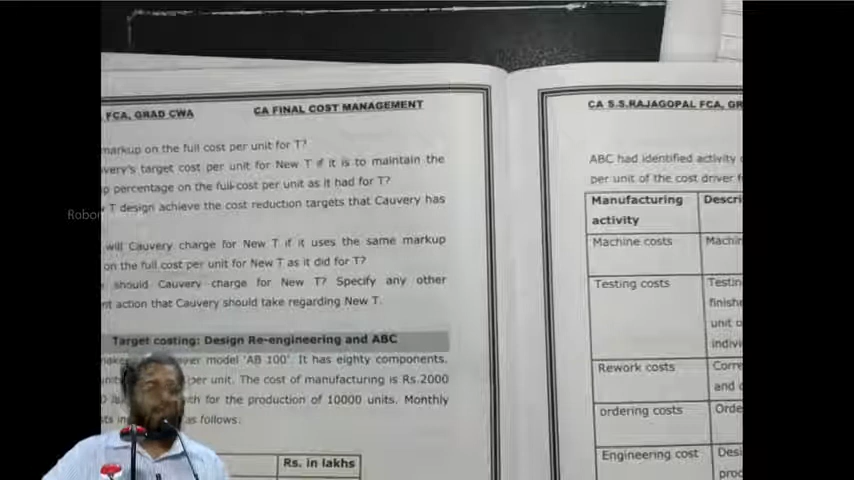 FCA, GRAD CWA CA FINAL COST MANAGEMENT
markup on the full cost per unit for T?
very's target cost per unit for New T if it is to maintain the
p percentage on the full cost per unit as it had for T?
T design achieve the cost reduction targets that Cauvery has
will Cauvery charge for New T if it uses the same markup
on the full cost per unit for New T as it did for T?
should Cauvery charge for New T? Specify any other
nt action that Cauvery should take regarding New T.
Target costing: Design Re-engineering and ABC
over model 'AB 100'. It has eighty components.
per unit. The cost of manufacturing is Rs.2000
for the production of 10000 units. Monthly
as follows:
Rs. in lakhs
CA S.S.RAJAGOPAL FCA, GR
ABC had identified activity
per unit of the cost driver f
Manufacturing activity Descri
Machine costs Machin
Testing costs Testin
finishe
unit o
indivi
Rework costs Corre
and c
ordering costs Orde
Engineering cost Desi
proc
Robo